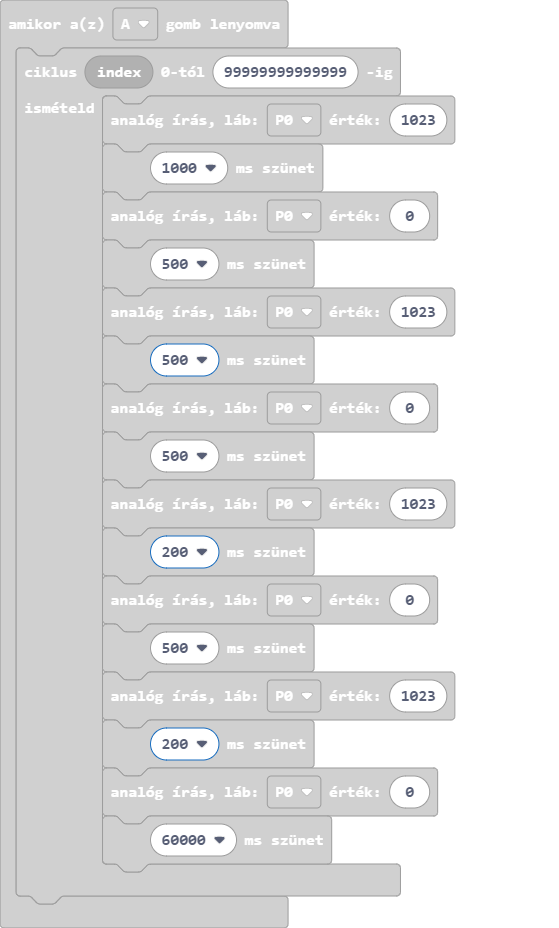 amikor a(z) A gomb lenyomva
ciklus index 0-tól 99999999999999 -ig
ismételd
analóg írás, láb: P0 érték: 1023
1000 ms szünet
analóg írás, láb: P0 érték: 0
500 ms szünet
analóg írás, láb: P0 érték: 1023
500 ms szünet
analóg írás, láb: P0 érték: 0
500 ms szünet
analóg írás, láb: P0 érték: 1023
200 ms szünet
analóg írás, láb: P0 érték: 0
500 ms szünet
analóg írás, láb: P0 érték: 1023
200 ms szünet
analóg írás, láb: P0 érték: 0
60000 ms szünet